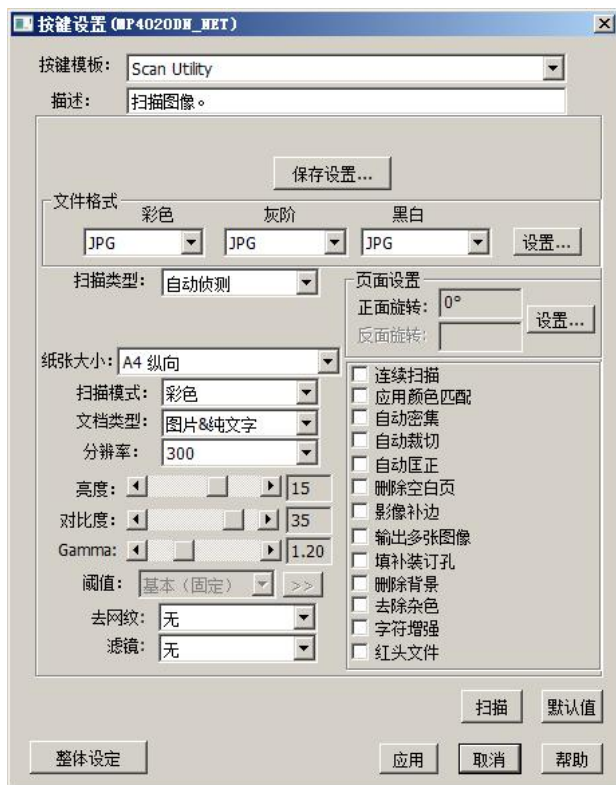 按键设置(MP4020DN_NET)
按键模板: Scan Utility
描述: 扫描图像。
保存设置...
文件格式
彩色 灰阶 黑白
JPG JPG JPG 设置...
扫描类型: 自动侦测
页面设置
正面旋转: 0°
反面旋转:
设置...
纸张大小: A4 纵向
扫描模式: 彩色
文档类型: 图片&纯文字
分辨率: 300
亮度: 15
对比度: 35
Gamma: 1.20
阈值: 基本（固定） >>
去网纹: 无
滤镜: 无
连续扫描
应用颜色匹配
自动密集
自动裁切
自动匡正
删除空白页
影像补边
输出多张图像
填补装订孔
删除背景
去除杂色
字符增强
红头文件
扫描 默认值
整体设定 应用 取消 帮助